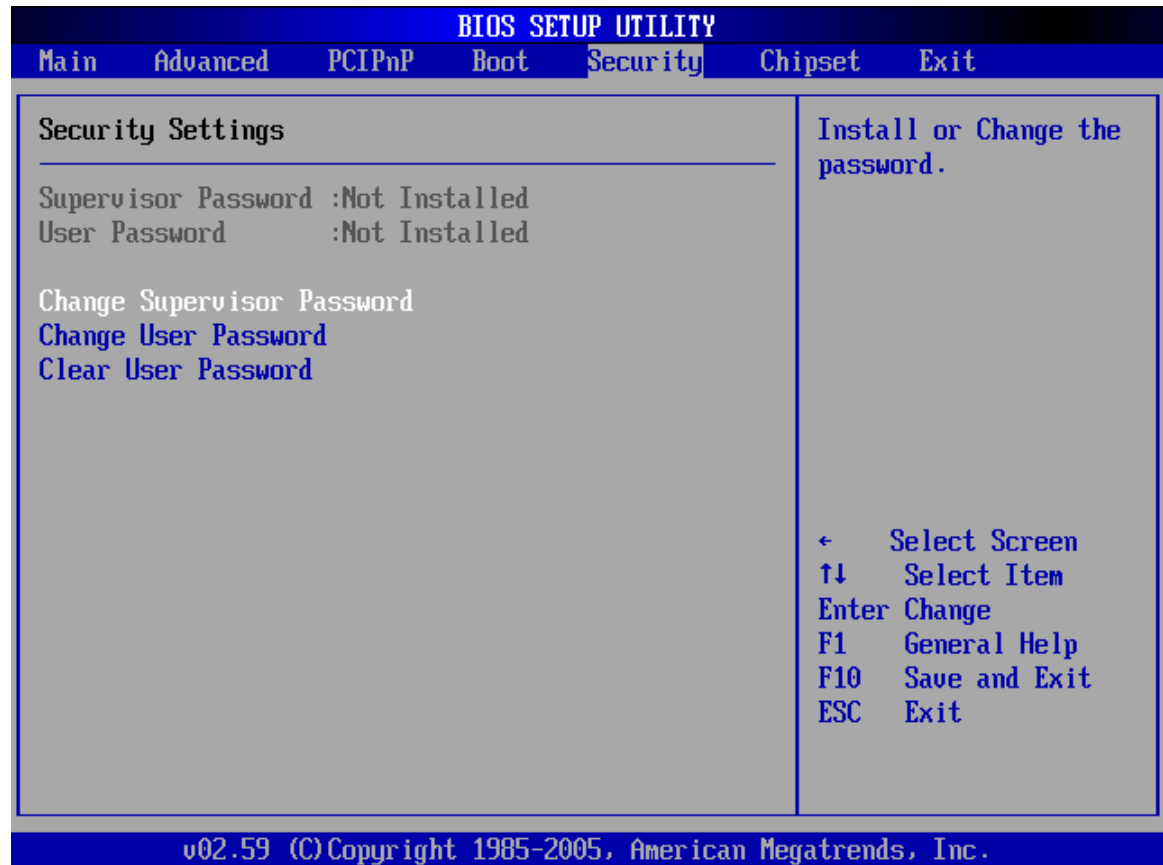 BIOS SETUP UTILITY
Main Advanced PCIPnP Boot Security Chipset Exit
Security Settings
Supervisor Password :Not Installed
User Password :Not Installed
Change Supervisor Password
Change User Password
Clear User Password
Install or Change the
password.
← Select Screen
↑↓ Select Item
Enter Change
F1 General Help
F10 Save and Exit
ESC Exit
v02.59 (C)Copyright 1985-2005, American Megatrends, Inc.